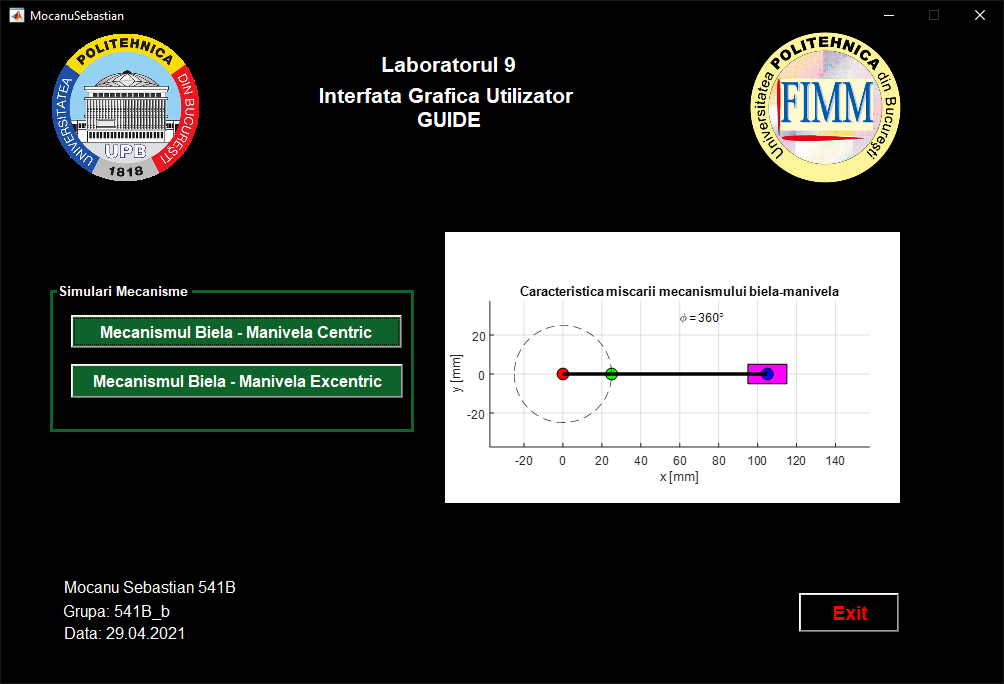 MocanuSebastian
UNIVERSITATEA POLITEHNICA DIN BUCUREŞTI
UPB
1818
Laboratorul 9
Interfata Grafica Utilizator
GUIDE
Universitatea POLITEHNICA din Bucureşti
FIMM
Simulari Mecanisme
Mecanismul Biela - Manivela Centric
Mecanismul Biela - Manivela Excentric
Caracteristica miscarii mecanismului biela-manivela
ϕ = 360°
y [mm]
20
0
-20
-20 0 20 40 60 80 100 120 140
x [mm]
Mocanu Sebastian 541B
Grupa: 541B_b
Data: 29.04.2021
Exit